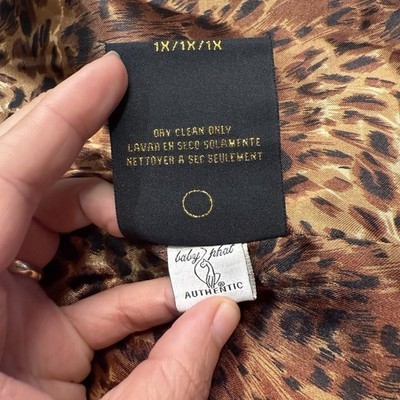 1X/1X/1X
DRY CLEAN ONLY
LAVAR EN SECO SOLAMENTE
NETTOYER A SEC SEULEMENT
baby phat
®
AUTHENTIC